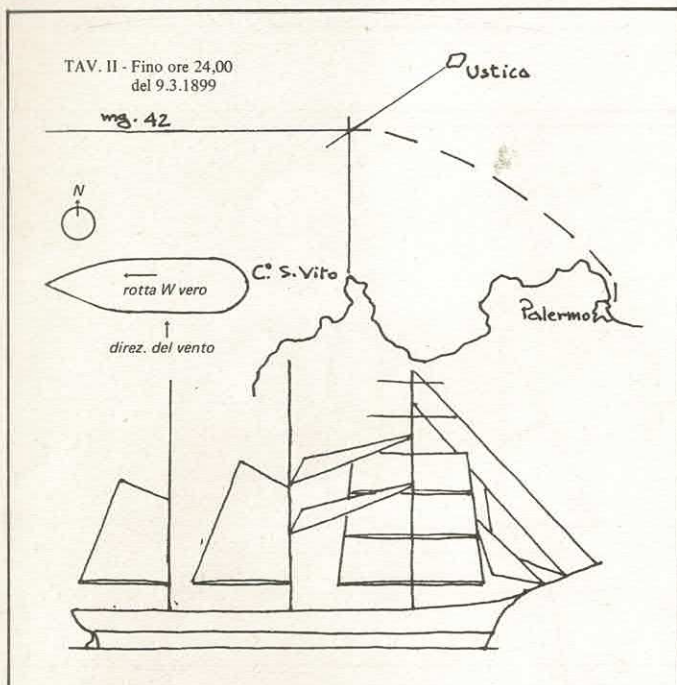 TAV. II - Fino ore 24,00
del 9.3.1899
mg. 42
Ustica
N
rotta W vero
C.º S. Vito
Palermo
direz. del vento